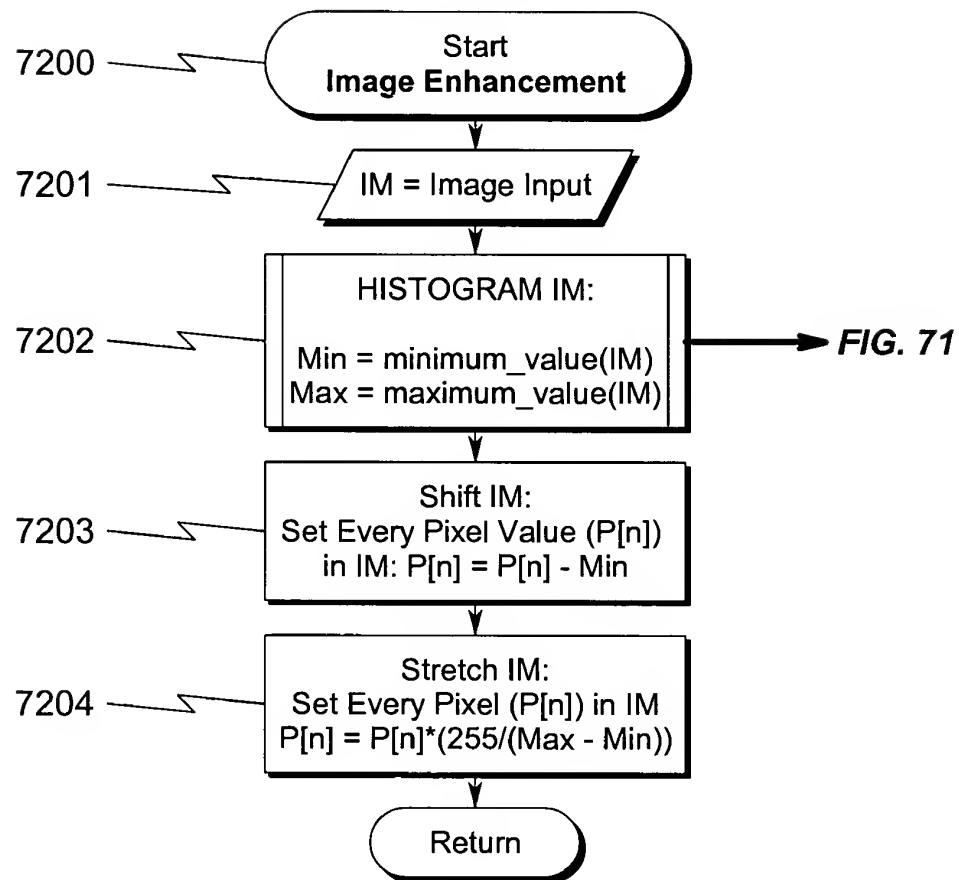 7200
Start
Image Enhancement
7201
IM = Image Input
HISTOGRAM IM:
7202
Min = minimum_value(IM)
Max = maximum_value(IM)
FIG. 71
Shift IM:
7203
Set Every Pixel Value (P[n])
in IM: P[n] = P[n] - Min
Stretch IM:
7204
Set Every Pixel (P[n]) in IM
P[n] = P[n]*(255/(Max - Min))
Return